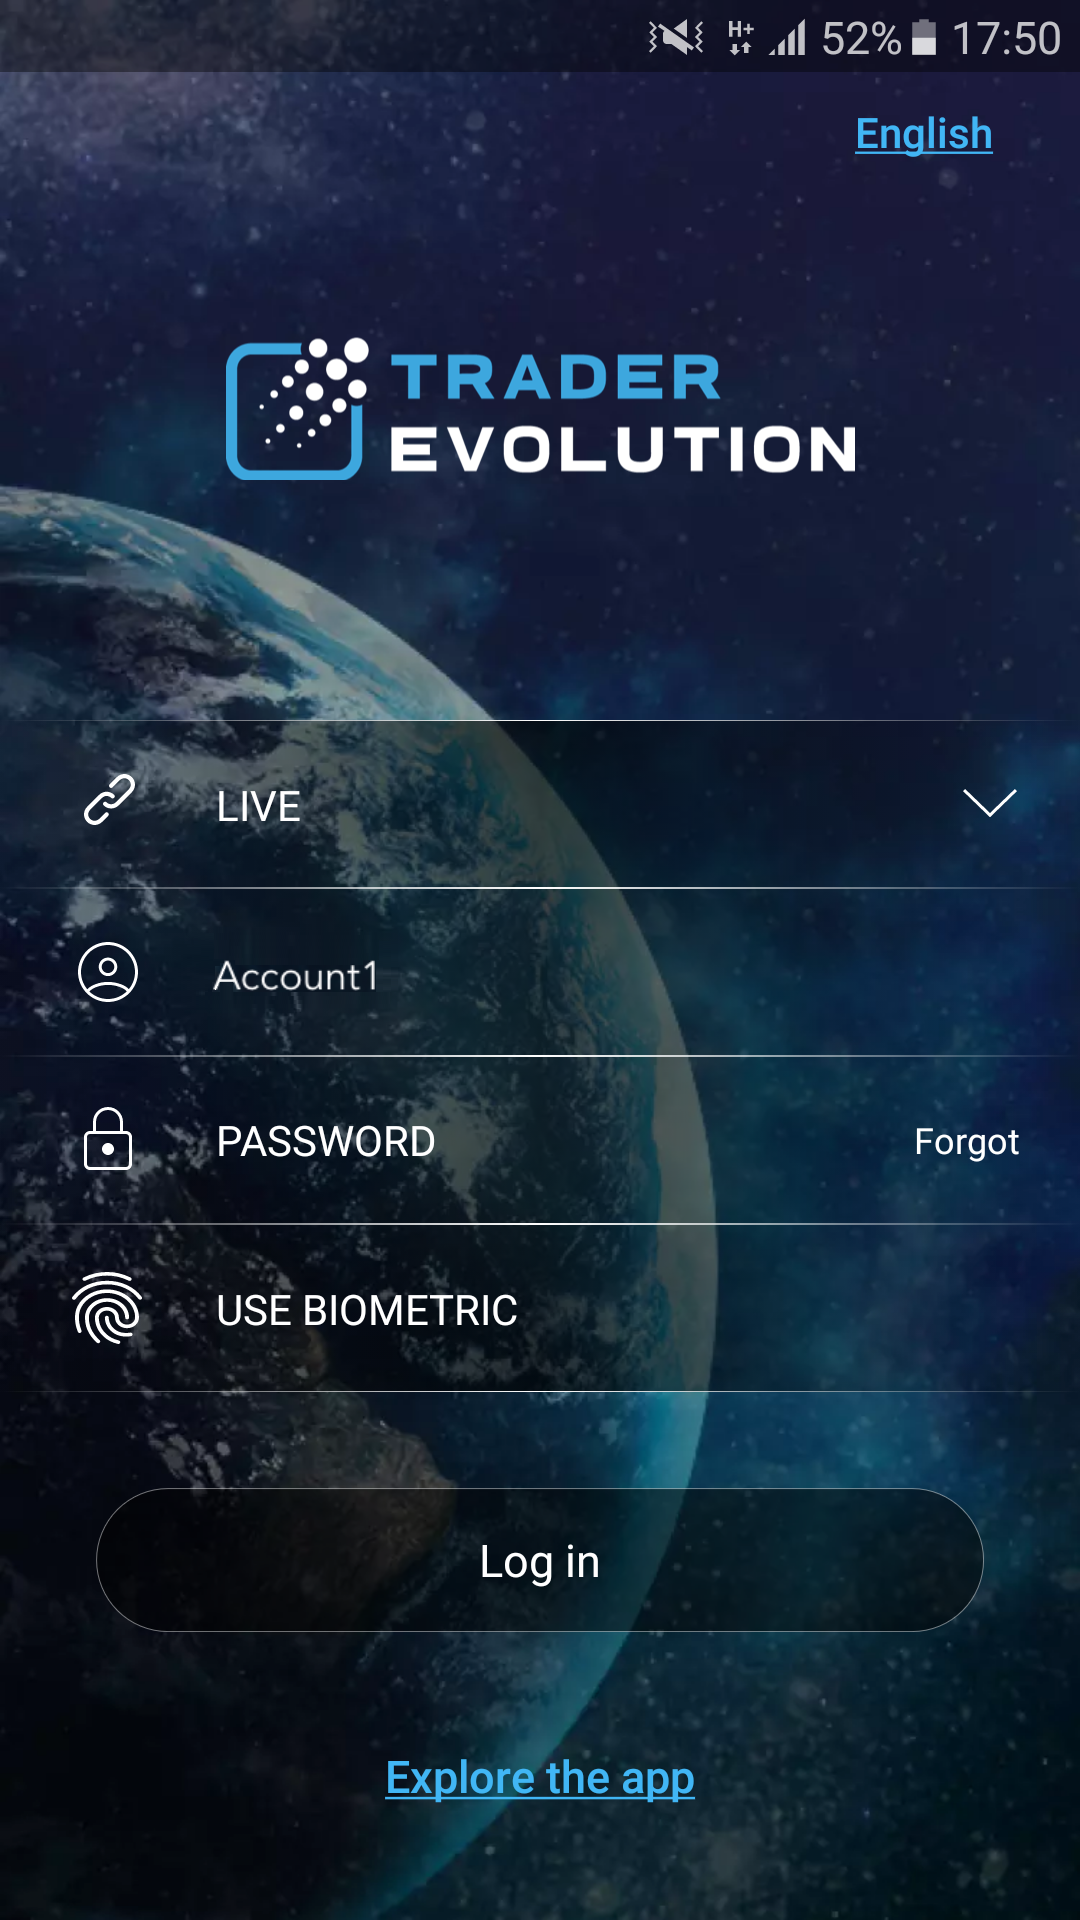 H+ 52% 17:50
English
TRADER
EVOLUTION
LIVE
Account1
PASSWORD Forgot
USE BIOMETRIC
Log in
Explore the app